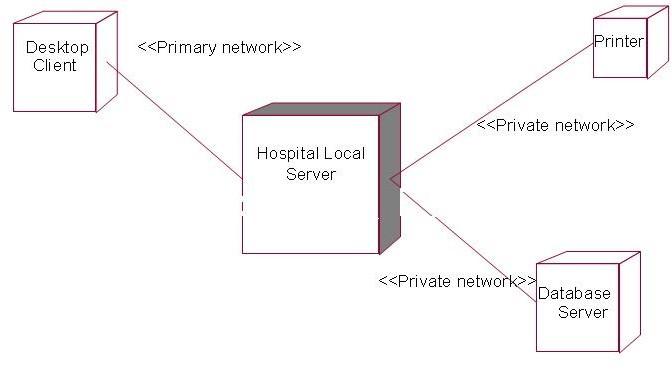 Desktop
Client
<<Primary network>>
Printer
<<Private network>>
Hospital Local
Server
<<Private network>>
Database
Server